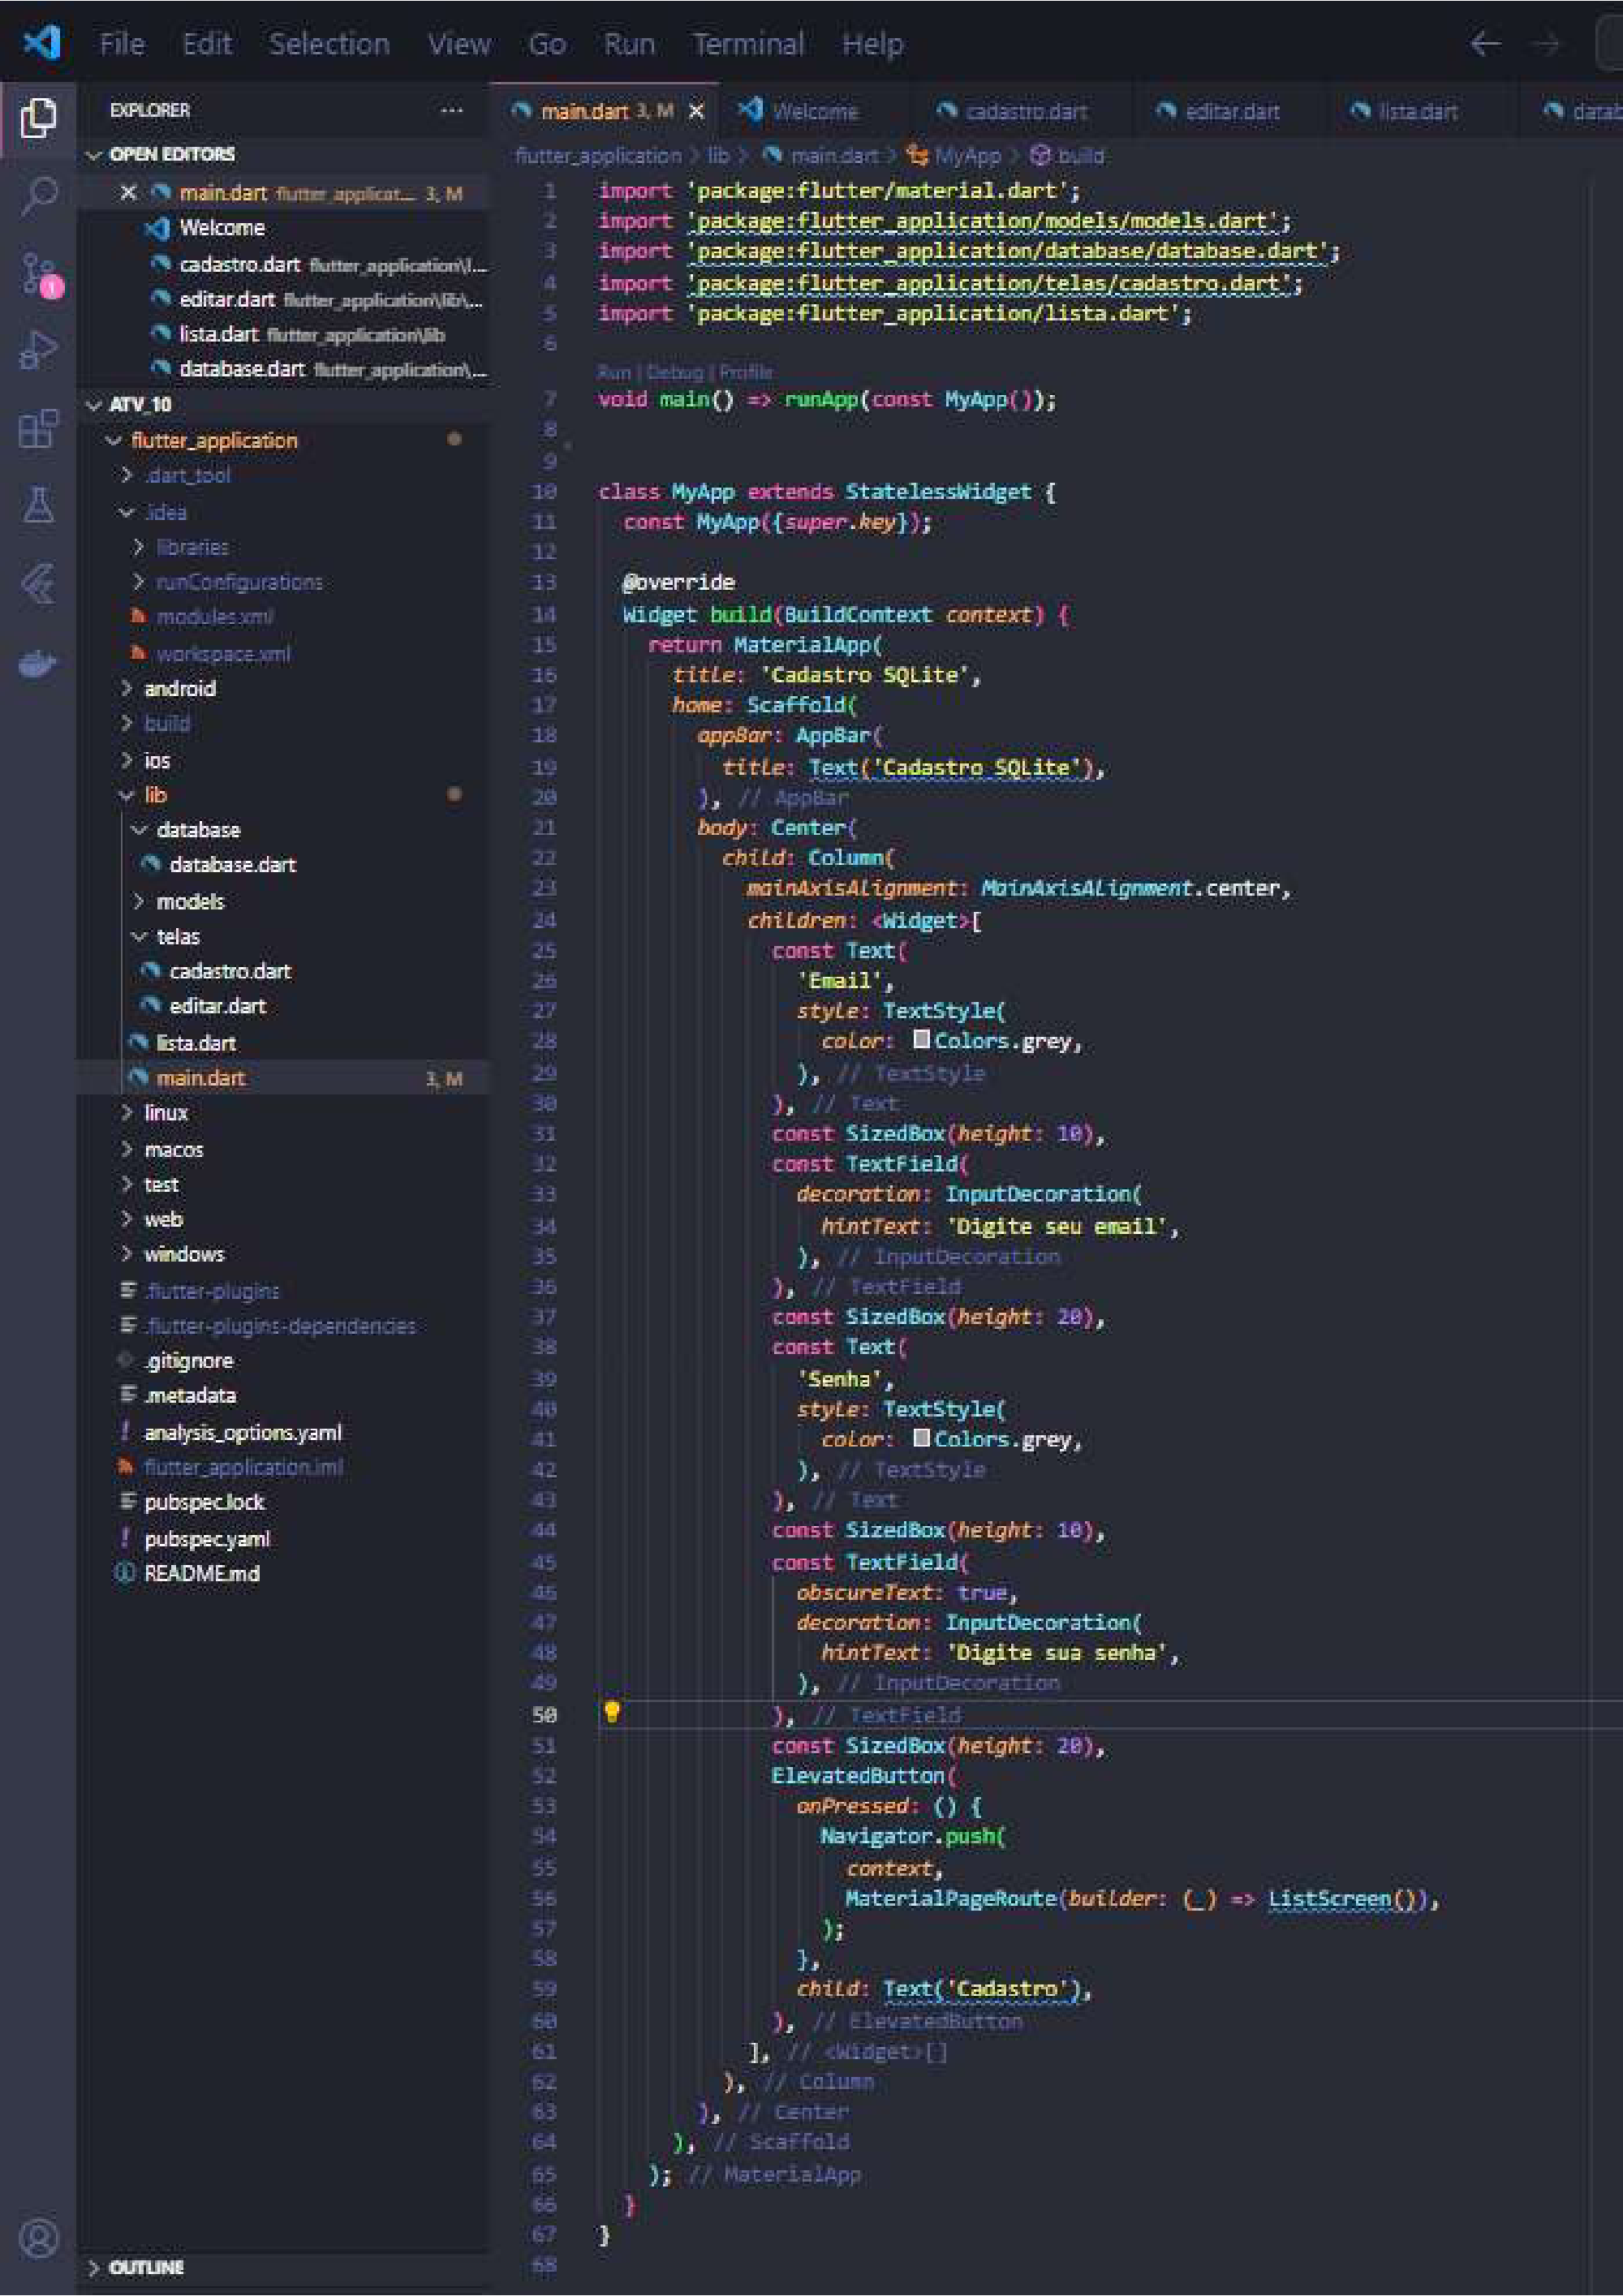 File Edit Selection View Go Run Terminal Help
EXPLORER ...
OPEN EDITORS
main.dart flutter_applicat... 3, M
Welcome
cadastro.dart flutter_application\l...
editar.dart flutter_application\lib\...
lista.dart flutter_application\lib
database.dart flutter_application\...
ATV_10
flutter_application
.dart_tool
.idea
libraries
runConfigurations
modules.xml
workspace.xml
android
build
ios
lib
database
database.dart
models
telas
cadastro.dart
editar.dart
lista.dart
main.dart 3, M
linux
macos
test
web
windows
.flutter-plugins
.flutter-plugins-dependencies
.gitignore
.metadata
analysis_options.yaml
flutter_application.iml
pubspec.lock
pubspec.yaml
README.md
OUTLINE
1
main.dart 3, M Welcome cadastro.dart editar.dart lista.dart datab
flutter_application > lib > main.dart > MyApp > build
1 import 'package:flutter/material.dart';
2 import 'package:flutter_application/models/models.dart';
3 import 'package:flutter_application/database/database.dart';
4 import 'package:flutter_application/telas/cadastro.dart';
5 import 'package:flutter_application/lista.dart';
6
Run | Debug | Profile
7 void main() => runApp(const MyApp());
8
9
10 class MyApp extends StatelessWidget {
11 const MyApp({super.key});
12
13 @override
14 Widget build(BuildContext context) {
15 return MaterialApp(
16 title: 'Cadastro SQLite',
17 home: Scaffold(
18 appBar: AppBar(
19 title: Text('Cadastro SQLite'),
20 ), // AppBar
21 body: Center(
22 child: Column(
23 mainAxisAlignment: MainAxisAlignment.center,
24 children: <Widget>[
25 const Text(
26 'Email',
27 style: TextStyle(
28 color: Colors.grey,
29 ), // TextStyle
30 ), // Text
31 const SizedBox(height: 10),
32 const TextField(
33 decoration: InputDecoration(
34 hintText: 'Digite seu email',
35 ), // InputDecoration
36 ), // TextField
37 const SizedBox(height: 20),
38 const Text(
39 'Senha',
40 style: TextStyle(
41 color: Colors.grey,
42 ), // TextStyle
43 ), // Text
44 const SizedBox(height: 10),
45 const TextField(
46 obscureText: true,
47 decoration: InputDecoration(
48 hintText: 'Digite sua senha',
49 ), // InputDecoration
50 ), // TextField
51 const SizedBox(height: 20),
52 ElevatedButton(
53 onPressed: () {
54 Navigator.push(
55 context,
56 MaterialPageRoute(builder: (_) => ListScreen()),
57 );
58 },
59 child: Text('Cadastro'),
60 ), // ElevatedButton
61 ], // <Widget>[]
62 ), // Column
63 ), // Center
64 ), // Scaffold
65 ); // MaterialApp
66 }
67 }
68